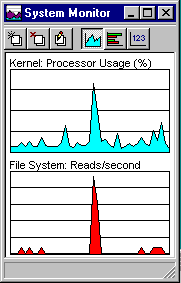 System Monitor
123
Kernel: Processor Usage (%)
File System: Reads/second